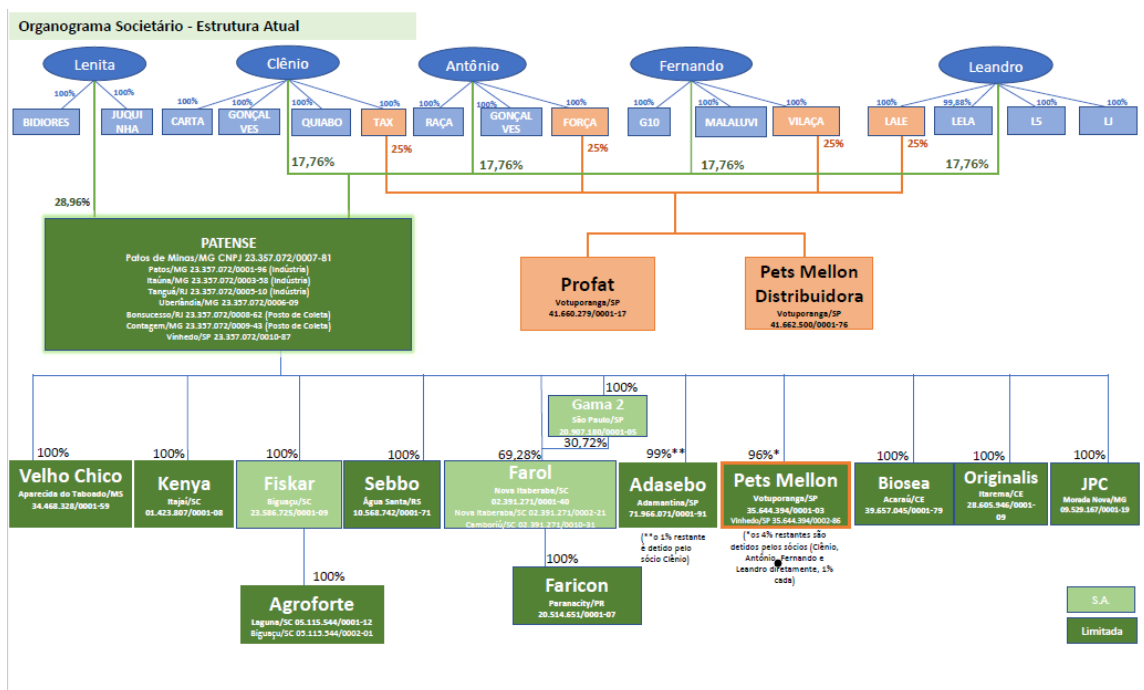 Organograma Societário - Estrutura Atual
Lenita
Clênio
Antônio
Fernando
Leandro
100%
100%
100%
100%
100%
100%
100%
100%
100%
100%
100%
100%
100%
99,88%
100%
100%
BIDIORES
JUQUI
NHA
CARTA
GONÇAL
VES
QUIABO
TAX
RAÇA
GONÇAL
VES
FORÇA
G10
MALALUVI
VILAÇA
LALE
LELA
L5
LJ
25%
25%
25%
25%
17,76%
17,76%
17,76%
17,76%
28,96%
PATENSE
Patos de Minas/MG CNPJ 23.357.072/0007-81
Patos/MG 23.357.072/0001-96 (Indústria)
Itaúna/MG 23.357.072/0003-58 (Indústria)
Tanguá/RJ 23.357.072/0005-10 (Indústria)
Uberlândia/MG 23.357.072/0006-09
Bonsucesso/RJ 23.357.072/0008-62 (Posto de Coleta)
Contagem/MG 23.357.072/0009-43 (Posto de Coleta)
Vinhedo/SP 23.357.072/0010-87
Profat
Votuporanga/SP
41.660.279/0001-17
Pets Mellon
Distribuidora
Votuporanga/SP
41.662.500/0001-76
100%
Gama 2
São Paulo/SP
20.907.180/0001-05
30,72%
100%
Velho Chico
Aparecida do Taboado/MS
34.468.328/0001-59
100%
Kenya
Itajaí/SC
01.423.807/0001-08
100%
Fiskar
Biguaçu/SC
23.586.725/0001-09
100%
Sebbo
Água Santa/RS
10.568.742/0001-71
69,28%
Farol
Nova Itaberaba/SC
02.391.271/0001-40
Nova Itaberaba/SC 02.391.271/0002-21
Camboriú/SC 02.391.271/0010-31
99%**
Adasebo
Adamantina/SP
71.966.071/0001-91
(**o 1% restante
é detido pelo
sócio Clênio)
96%*
Pets Mellon
Votuporanga/SP
35.644.394/0001-03
Vinhedo/SP 35.644.394/0002-86
(*os 4% restantes são
detidos pelos sócios (Clênio,
Antônio, Fernando e
Leandro diretamente, 1%
cada)
100%
Biosea
Acaraú/CE
39.657.045/0001-79
100%
Originalis
Itarema/CE
28.605.946/0001-
09
100%
JPC
Morada Nova/MG
09.529.167/0001-19
100%
Agroforte
Laguna/SC 05.115.544/0001-12
Biguaçu/SC 05.115.544/0002-01
100%
Faricon
Paranacity/PR
20.514.651/0001-07
S.A.
Limitada